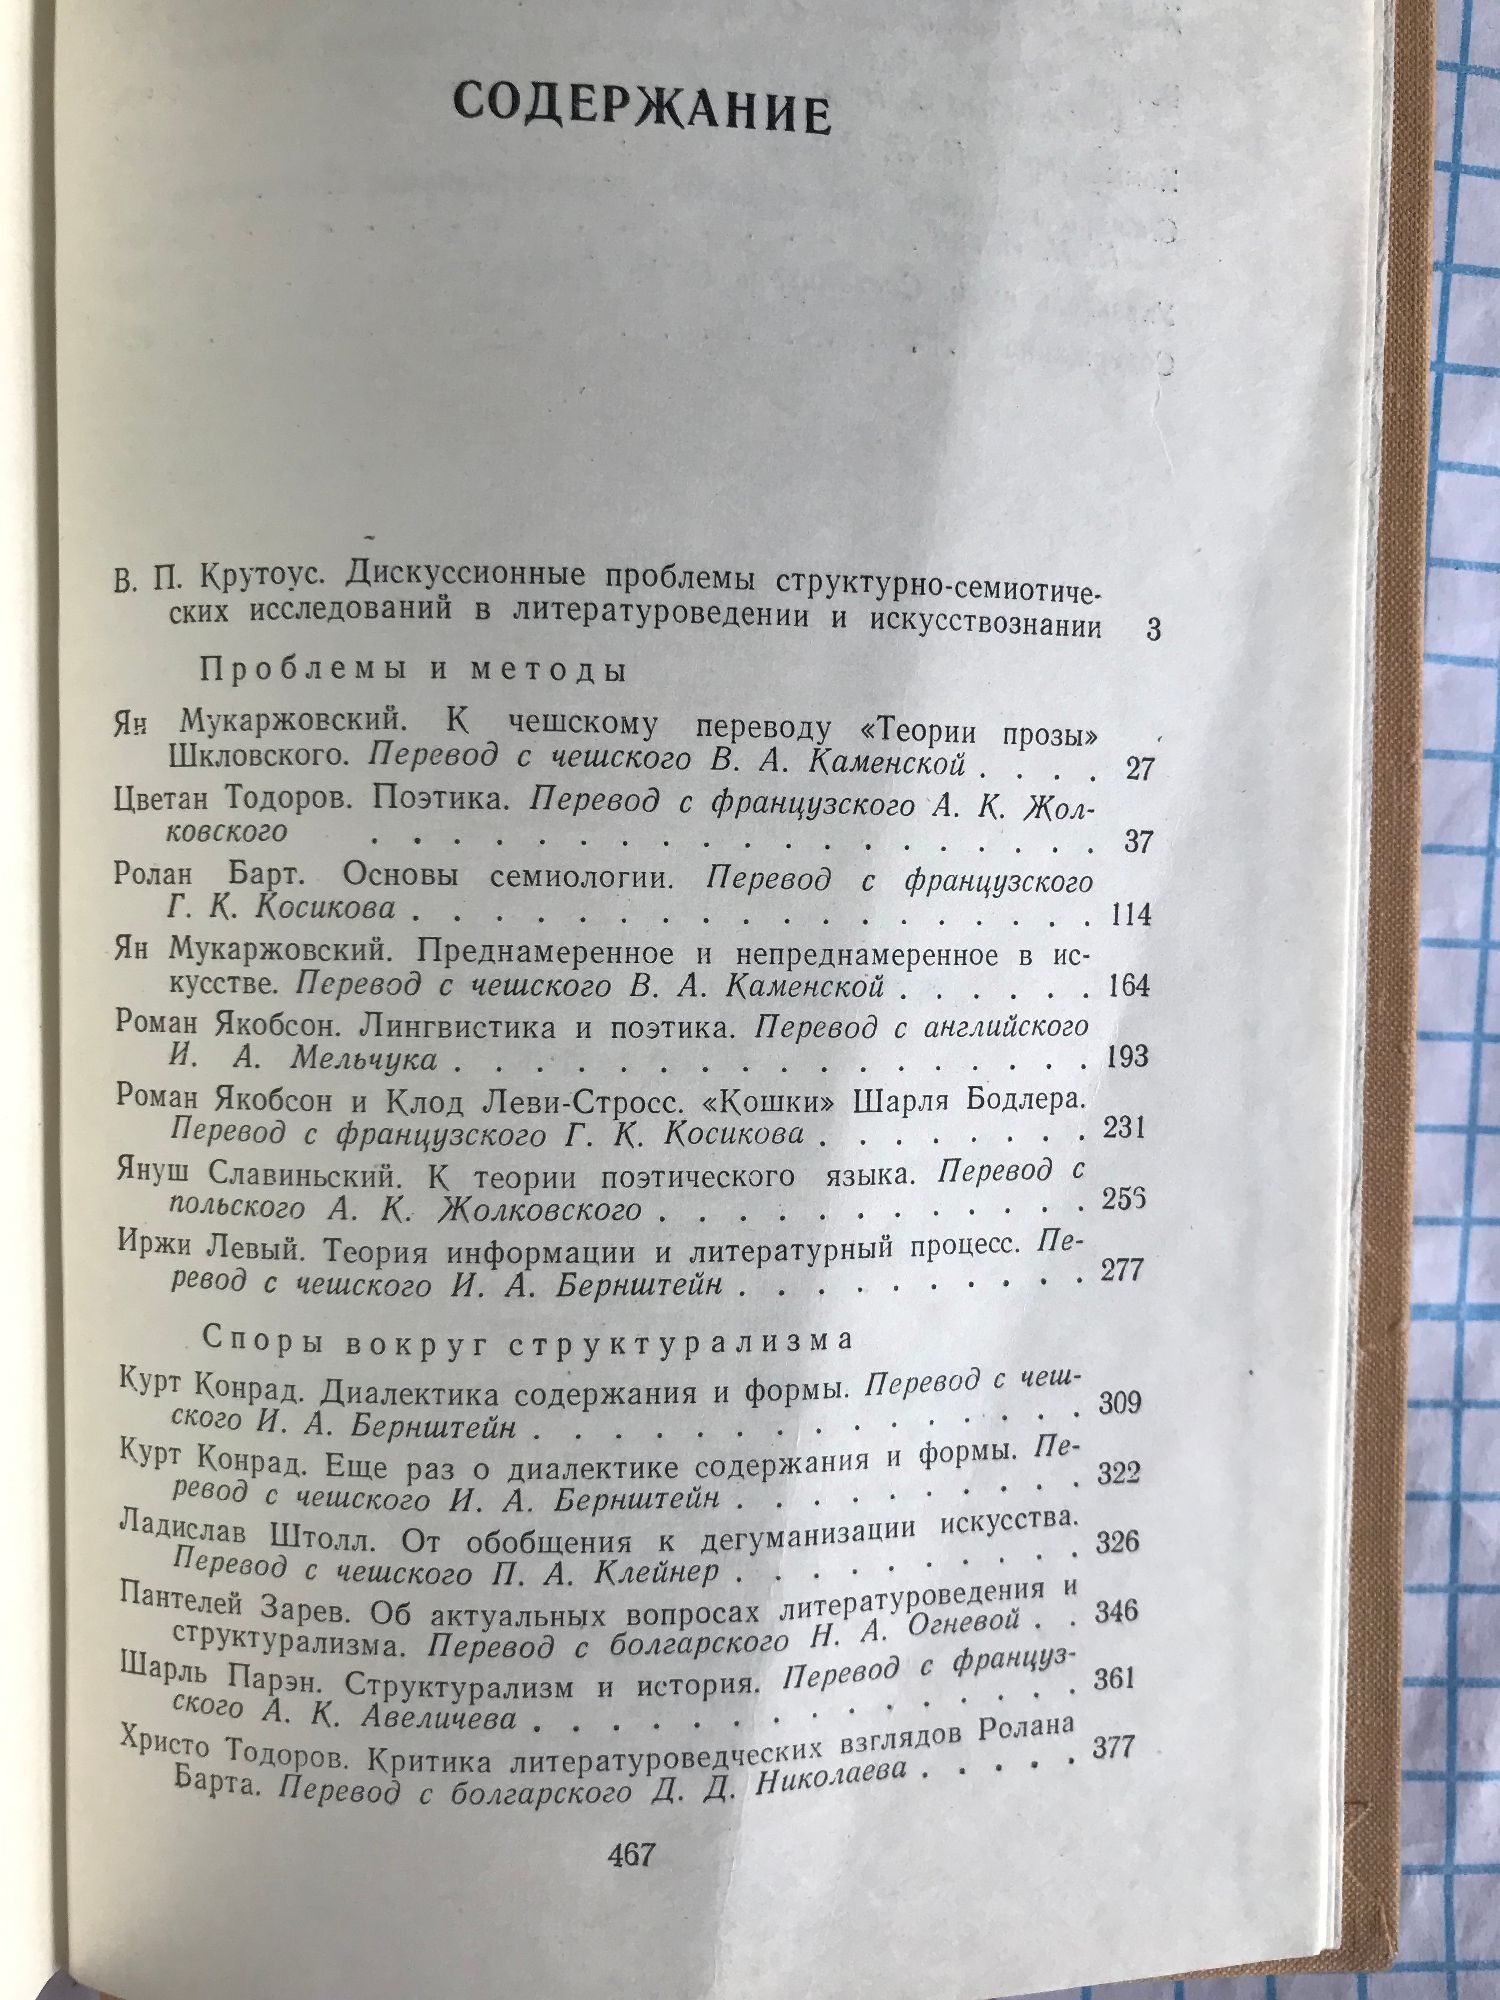 СОДЕРЖАНИЕ
В. П. Крутоус. Дискуссионные проблемы структурно-семиотиче-
ских исследований в литературоведении и искусствознании 3
Проблемы и методы
Ян Мукаржовский. К чешскому переводу «Теории прозы»
Шкловского. Перевод с чешского В. А. Каменской . . . . 27
Цветан Тодоров. Поэтика. Перевод с французского А. К. Жол-
ковского . . . . . . . . . . . . . . . . . . 37
Ролан Барт. Основы семиологии. Перевод с французского
Г. К. Косикова . . . . . . . . . . . . . . . . . 114
Ян Мукаржовский. Преднамеренное и непреднамеренное в ис-
кусстве. Перевод с чешского В. А. Каменской . . . . . . 164
Роман Якобсон. Лингвистика и поэтика. Перевод с английского
И. А. Мельчука . . . . . . . . . . . . . . . . 193
Роман Якобсон и Клод Леви-Стросс. «Кошки» Шарля Бодлера.
Перевод с французского Г. К. Косикова . . . . . . . . 231
Януш Славиньский. К теории поэтического языка. Перевод с
польского А. К. Жолковского . . . . . . . . . . . . 256
Иржи Левый. Теория информации и литературный процесс. Пе-
ревод с чешского И. А. Бернштейн . . . . . . . . . . 277
Споры вокруг структурализма
Курт Конрад. Диалектика содержания и формы. Перевод с чеш-
ского И. А. Бернштейн . . . . . . . . . . . . . . . 309
Курт Конрад. Еще раз о диалектике содержания и формы. Пе-
ревод с чешского И. А. Бернштейн . . . . . . . . . . 322
Ладислав Штолл. От обобщения к дегуманизации искусства.
Перевод с чешского П. А. Клейнер . . . . . . . . . . 326
Пантелей Зарев. Об актуальных вопросах литературоведения и
структурализма. Перевод с болгарского Н. А. Огневой . . 346
Шарль Парэн. Структурализм и история. Перевод с француз-
ского А. К. Авеличева . . . . . . . . . . . . . . . 361
Христо Тодоров. Критика литературоведческих взглядов Ролана
Барта. Перевод с болгарского Д. Д. Николаева . . . . . 377
467